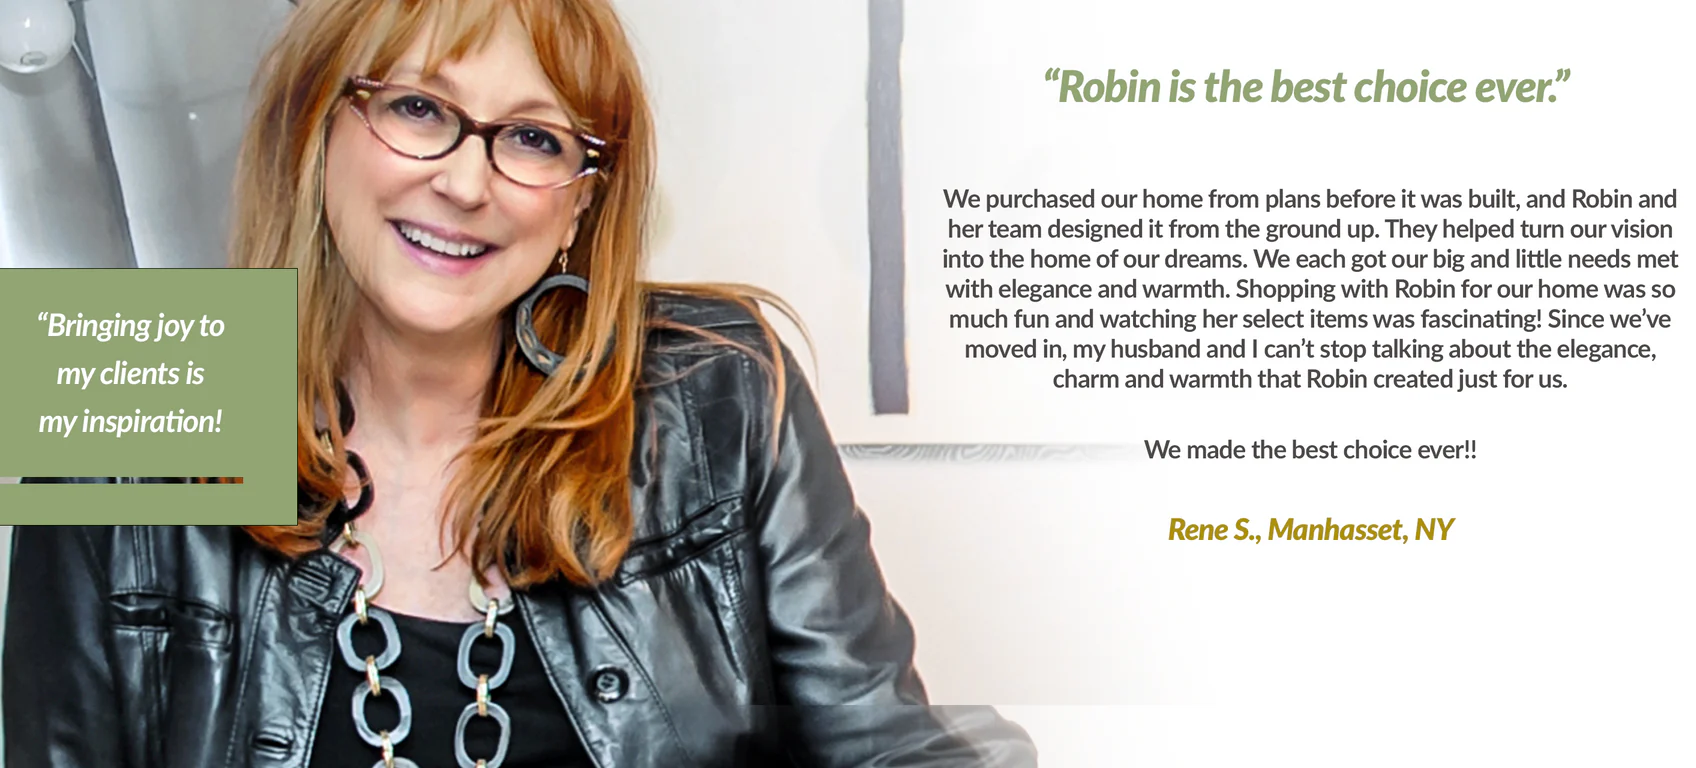 “Robin is the best choice ever.”
We purchased our home from plans before it was built, and Robin and
her team designed it from the ground up. They helped turn our vision
into the home of our dreams. We each got our big and little needs met
with elegance and warmth. Shopping with Robin for our home was so
much fun and watching her select items was fascinating! Since we’ve
moved in, my husband and I can’t stop talking about the elegance,
charm and warmth that Robin created just for us.
We made the best choice ever!!
Rene S., Manhasset, NY
“Bringing joy to
my clients is
my inspiration!